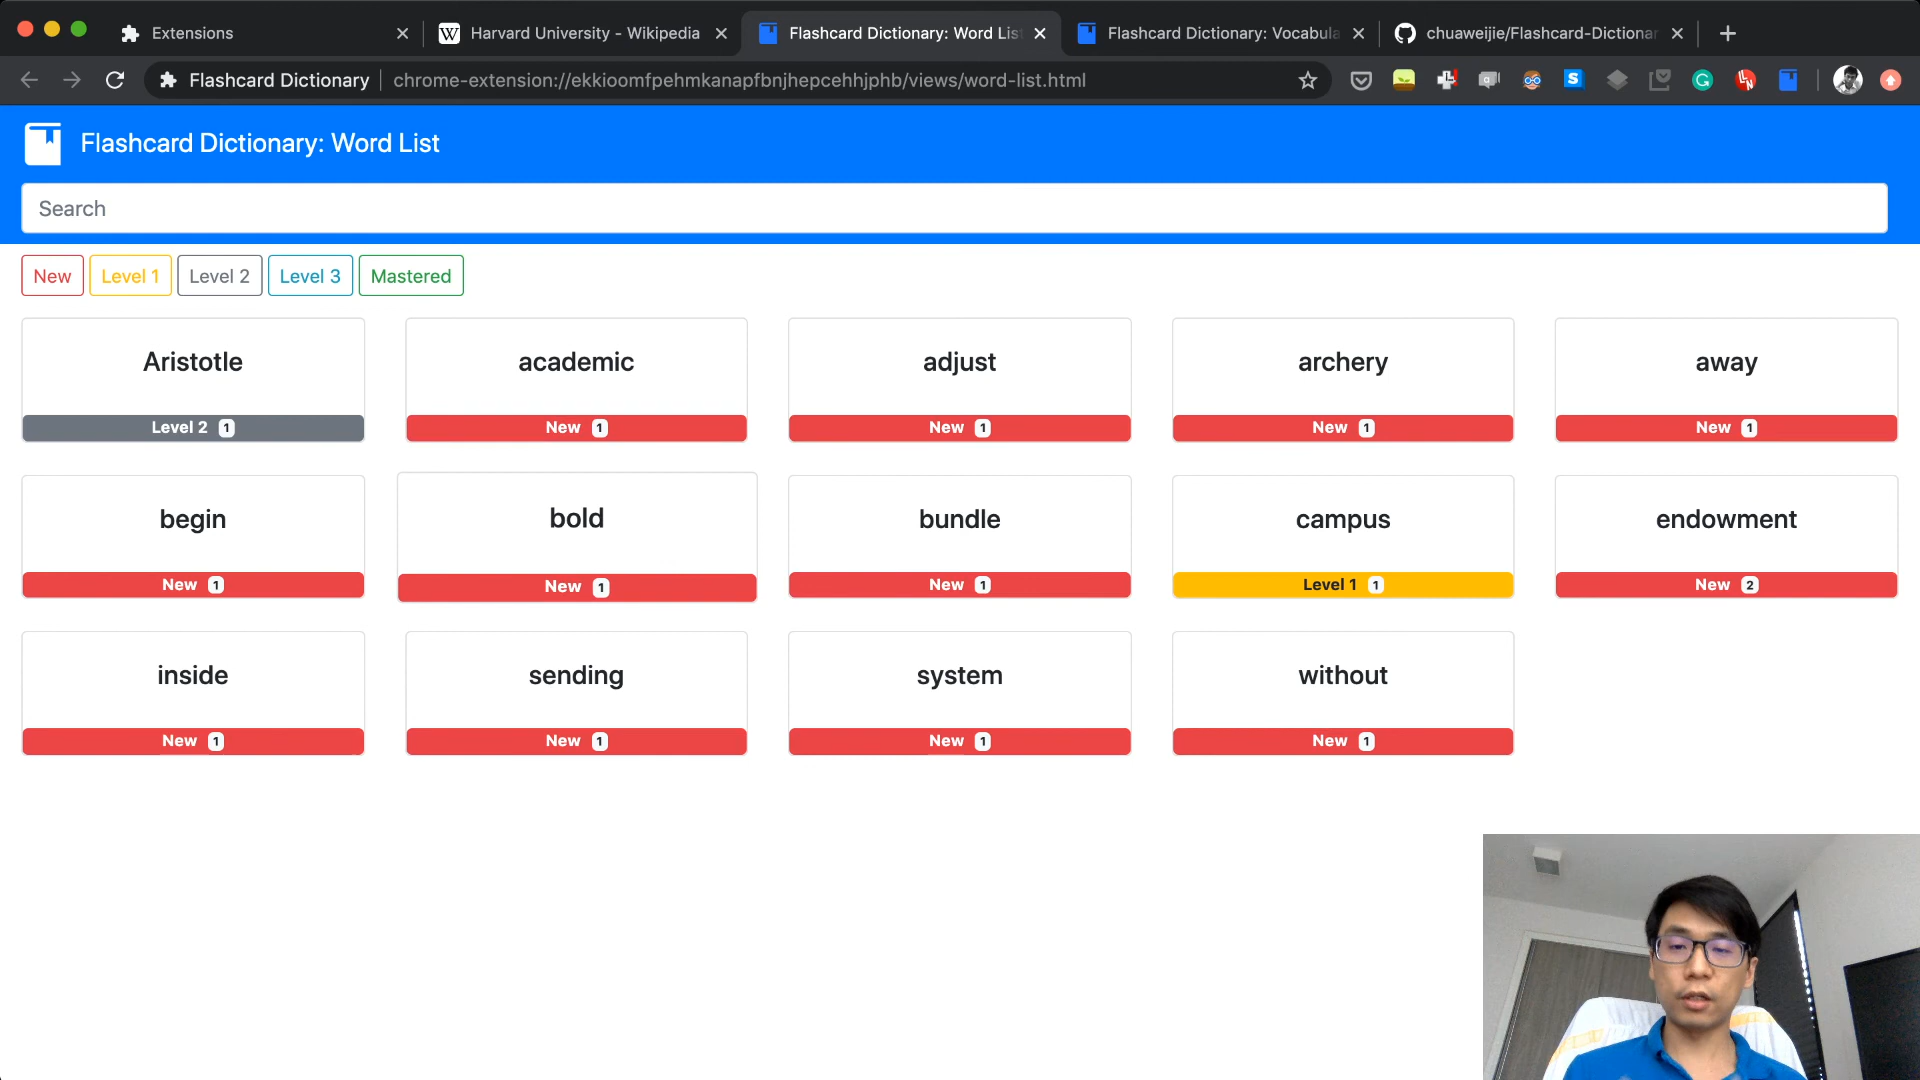 Extensions
Harvard University - Wikipedia
Flashcard Dictionary: Word List
Flashcard Dictionary: Vocabula
chuaweijie/Flashcard-Dictionar
Flashcard Dictionary
chrome-extension://ekkioomfpehmkanapfbnjhepcehhjphb/views/word-list.html
Flashcard Dictionary: Word List
Search
New
Level 1
Level 2
Level 3
Mastered
Aristotle
Level 2 1
academic
New 1
adjust
New 1
archery
New 1
away
New 1
begin
New 1
bold
New 1
bundle
New 1
campus
Level 1 1
endowment
New 2
inside
New 1
sending
New 1
system
New 1
without
New 1